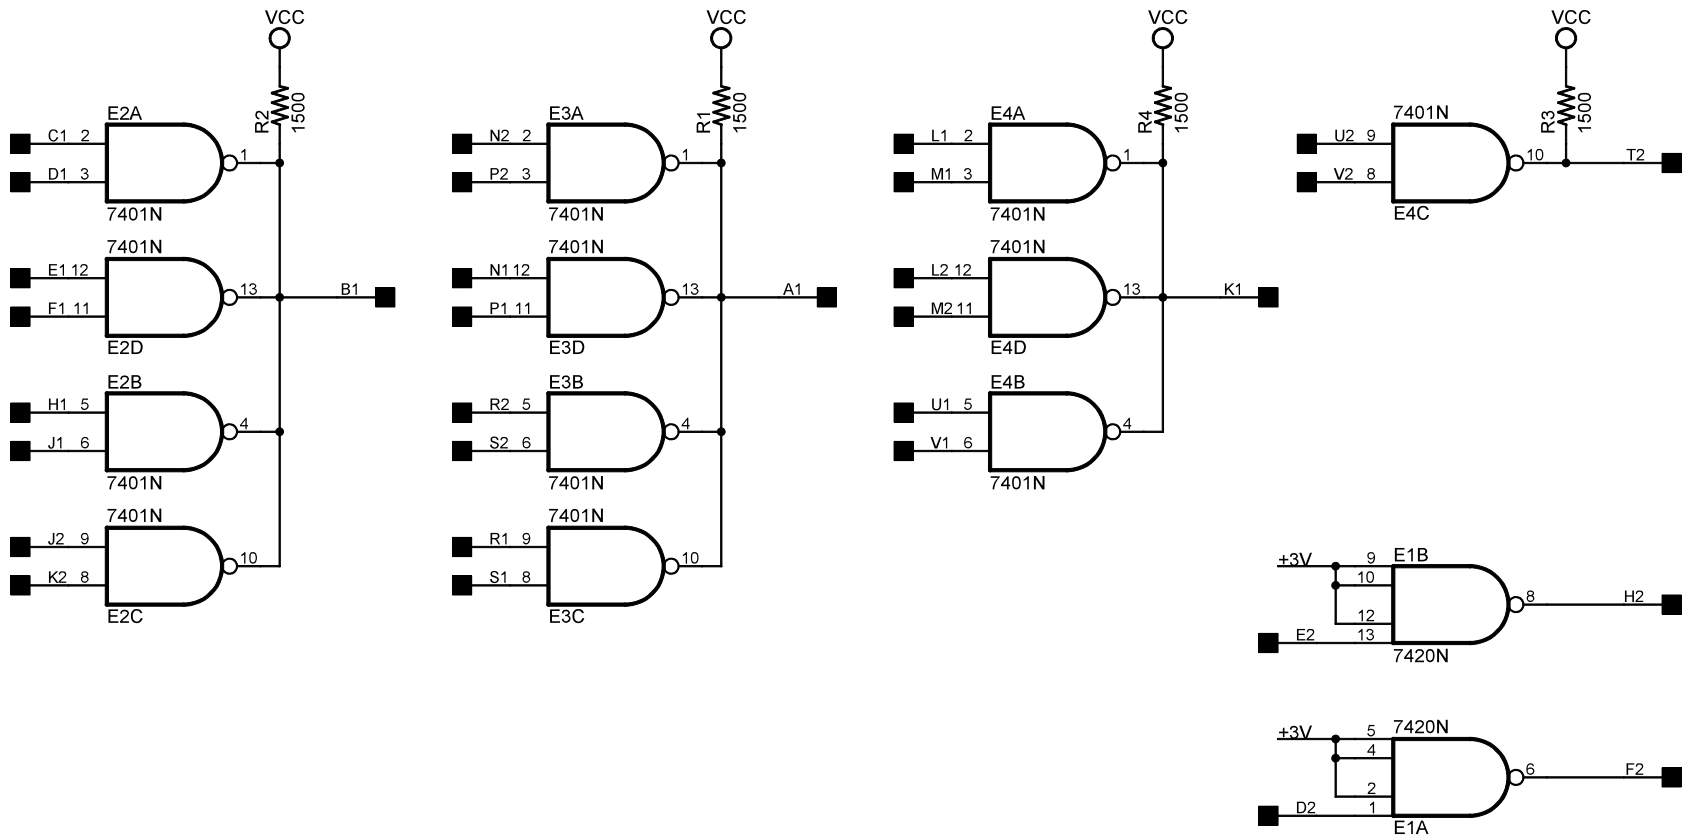 VCC VCC VCC VCC
R2 1500 R1 1500 R4 1500 R3 1500
E2A E3A E4A 7401N
C1 2 N2 2 L1 2 U2 9
1 1 1 10 T2
D1 3 P2 3 M1 3 V2 8
7401N 7401N 7401N E4C
7401N 7401N 7401N
E1 12 N1 12 L2 12
13 B1 13 A1 13 K1
F1 11 P1 11 M2 11
E2D E3D E4D
E2B E3B E4B
H1 5 R2 5 U1 5
4 4 4
J1 6 S2 6 V1 6
7401N 7401N 7401N
7401N 7401N
J2 9 R1 9
10 10
K2 8 S1 8
E2C E3C
E1B
+3V 9
10
8 H2
12
E2 13
7420N
7420N
+3V 5
4
6 F2
2
D2 1
E1A